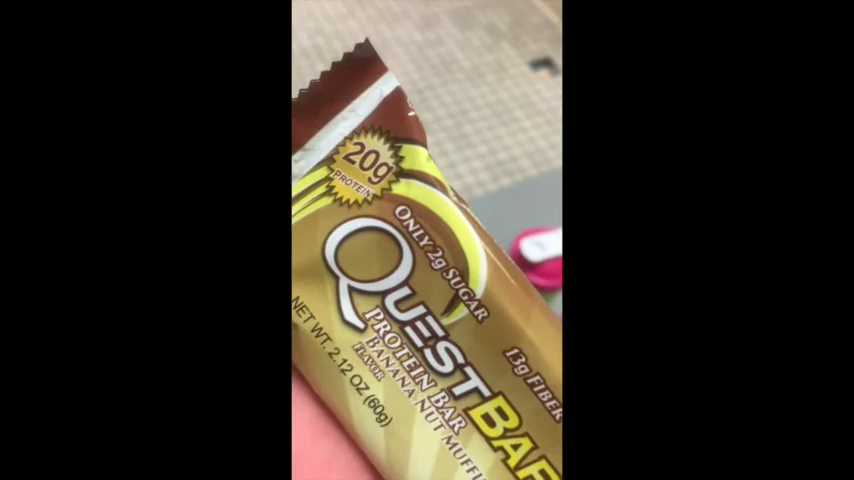 20g
PROTEIN
ONLY 2g SUGAR
QUEST BAR
PROTEIN BAR
BANANA NUT MUFFI
FLAVOR
13g FIBER
NET WT. 2.12 OZ (60g)